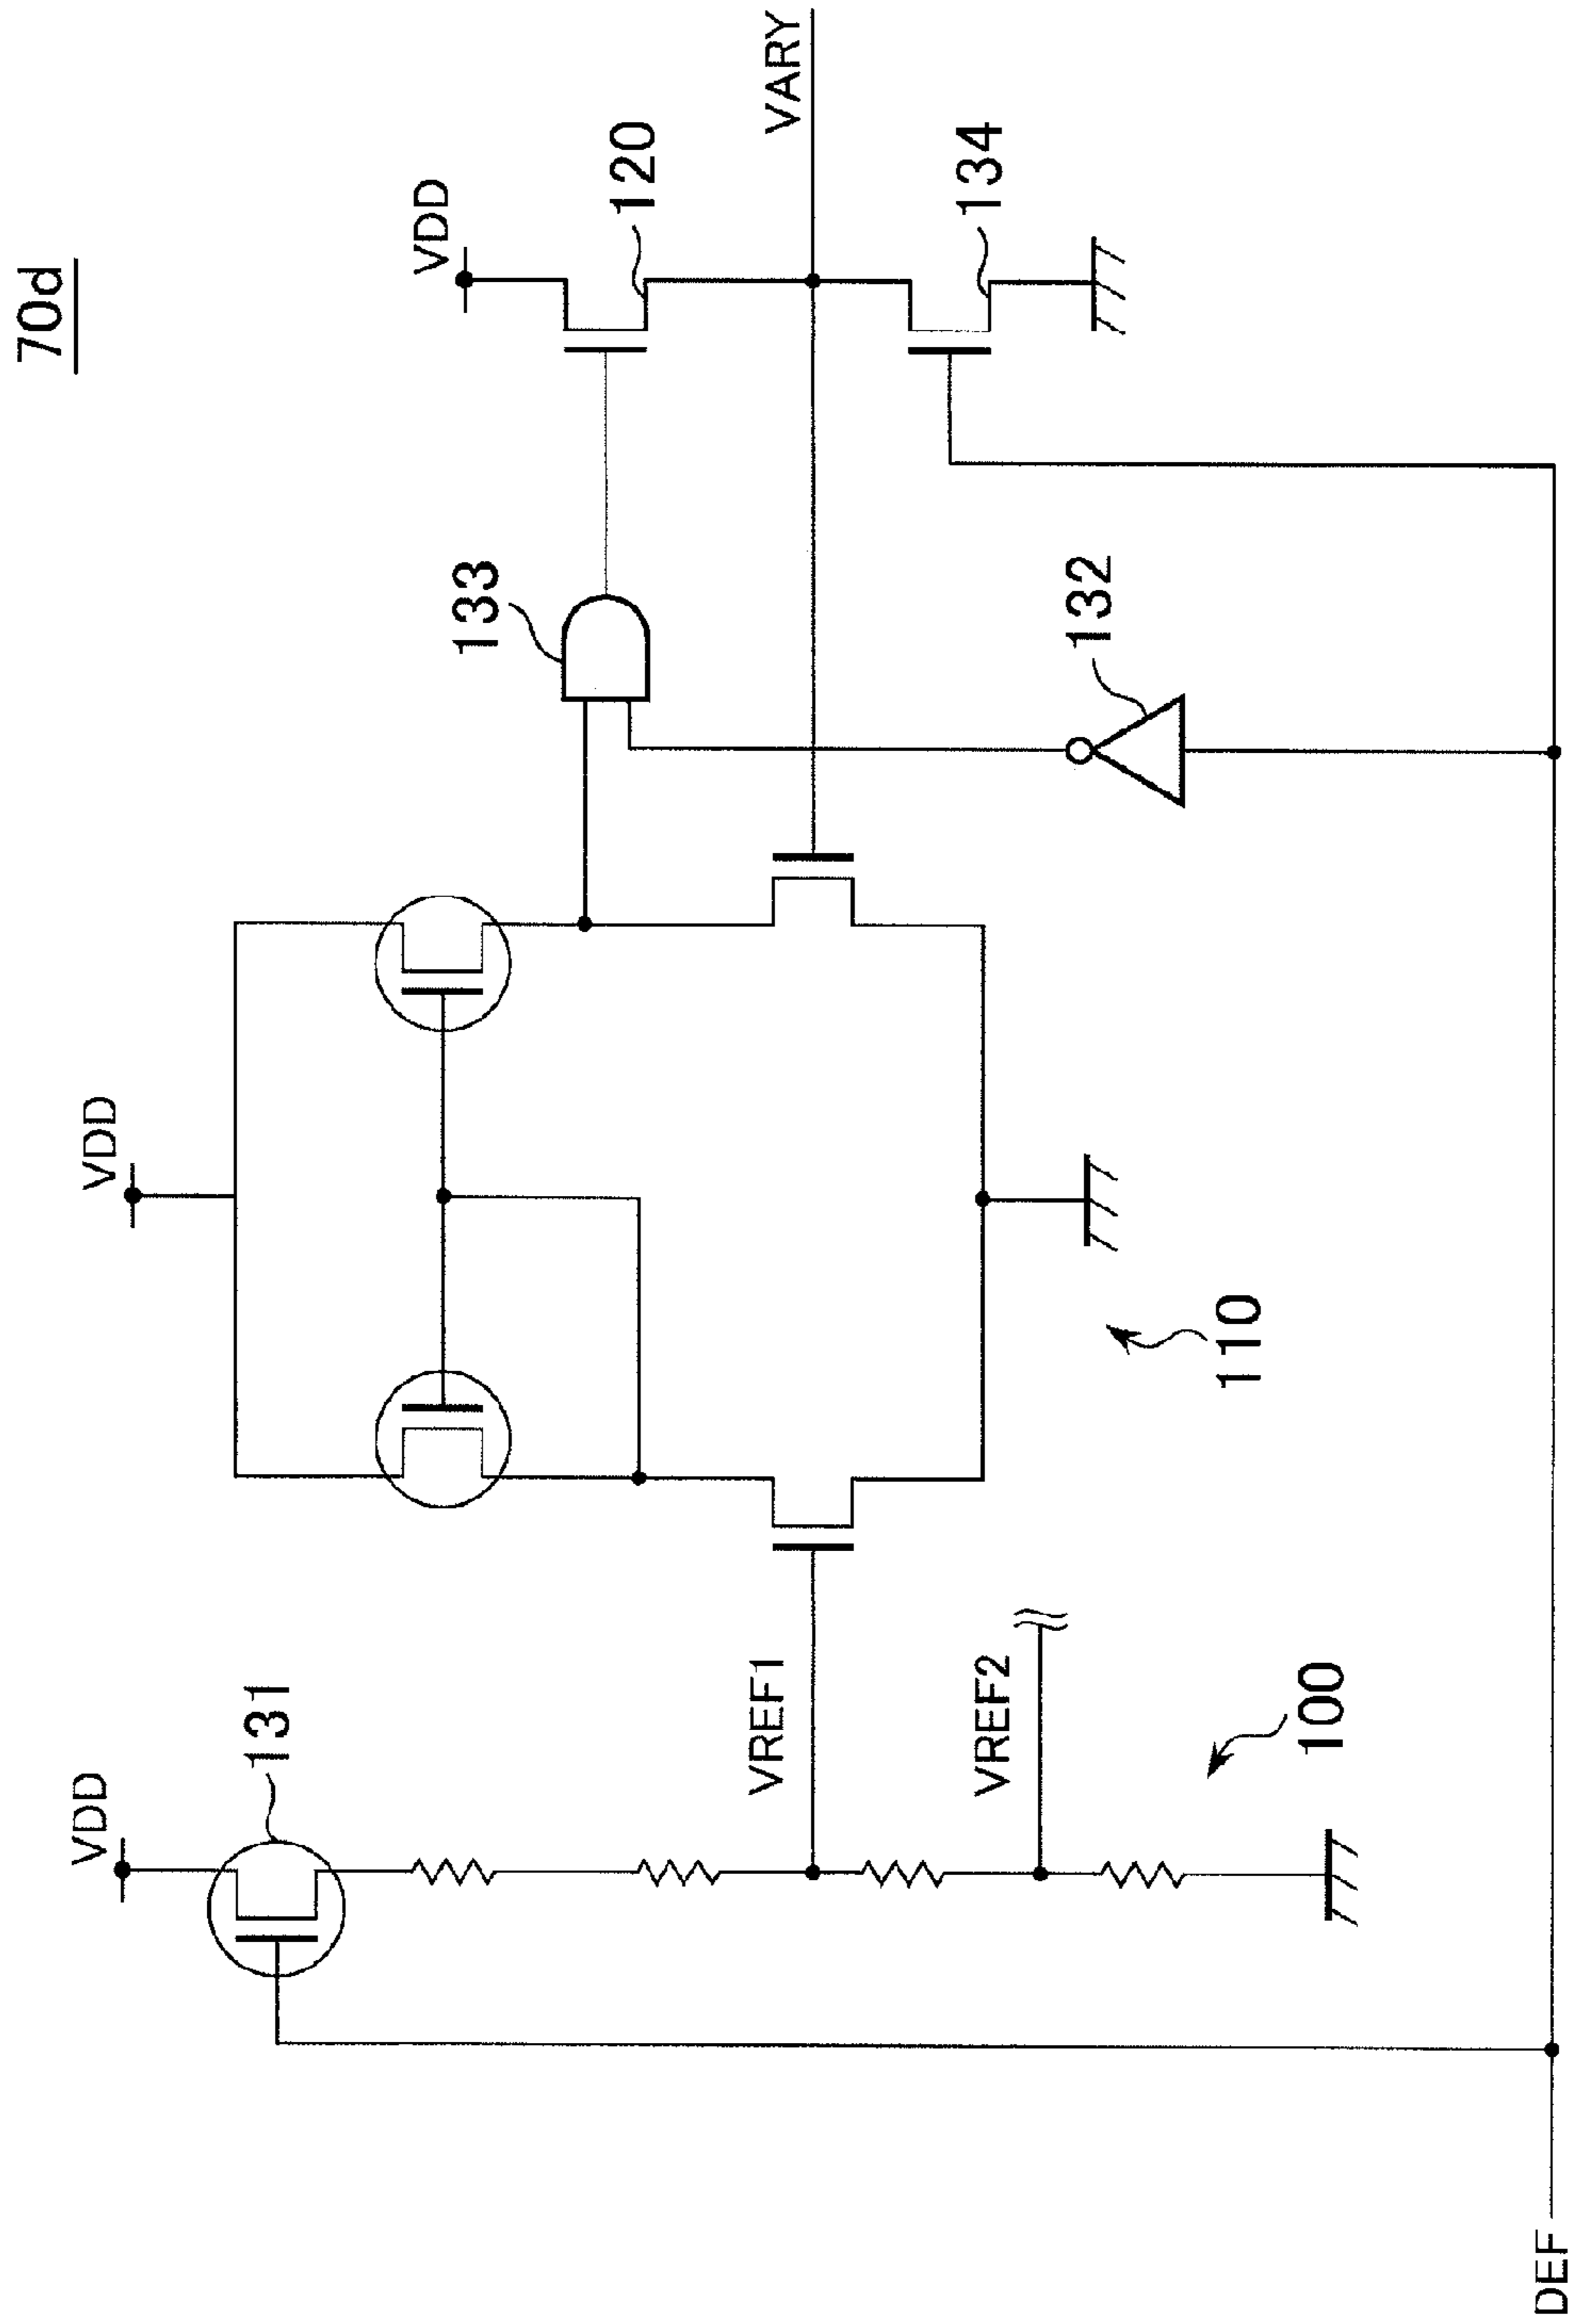 70d
VDD
VDD
VDD
131
133
120
VARY
VREF1
VREF2
132
134
100
110
DEF